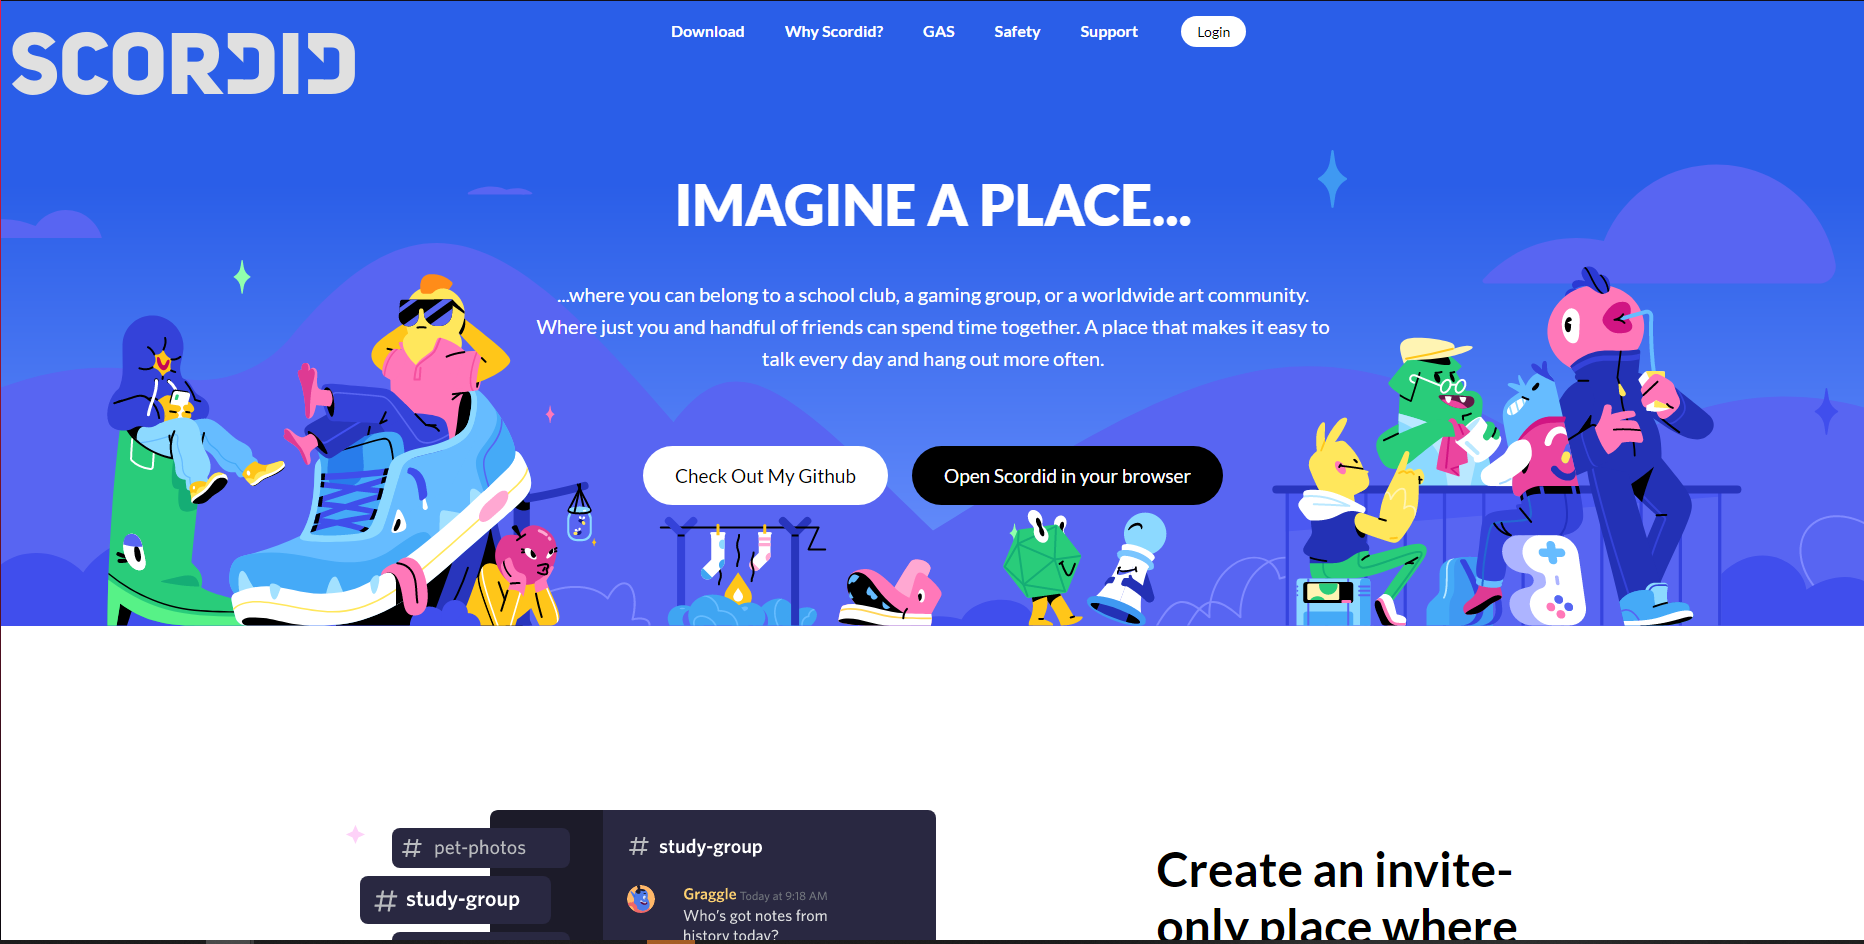 SCORDID
Download Why Scordid? GAS Safety Support Login
IMAGINE A PLACE...
...where you can belong to a school club, a gaming group, or a worldwide art community.
Where just you and handful of friends can spend time together. A place that makes it easy to
talk every day and hang out more often.
Check Out My Github
Open Scordid in your browser
# pet-photos
# study-group
# study-group
Graggle Today at 9:18 AM
Who's got notes from
history today?
Create an invite-
only place where